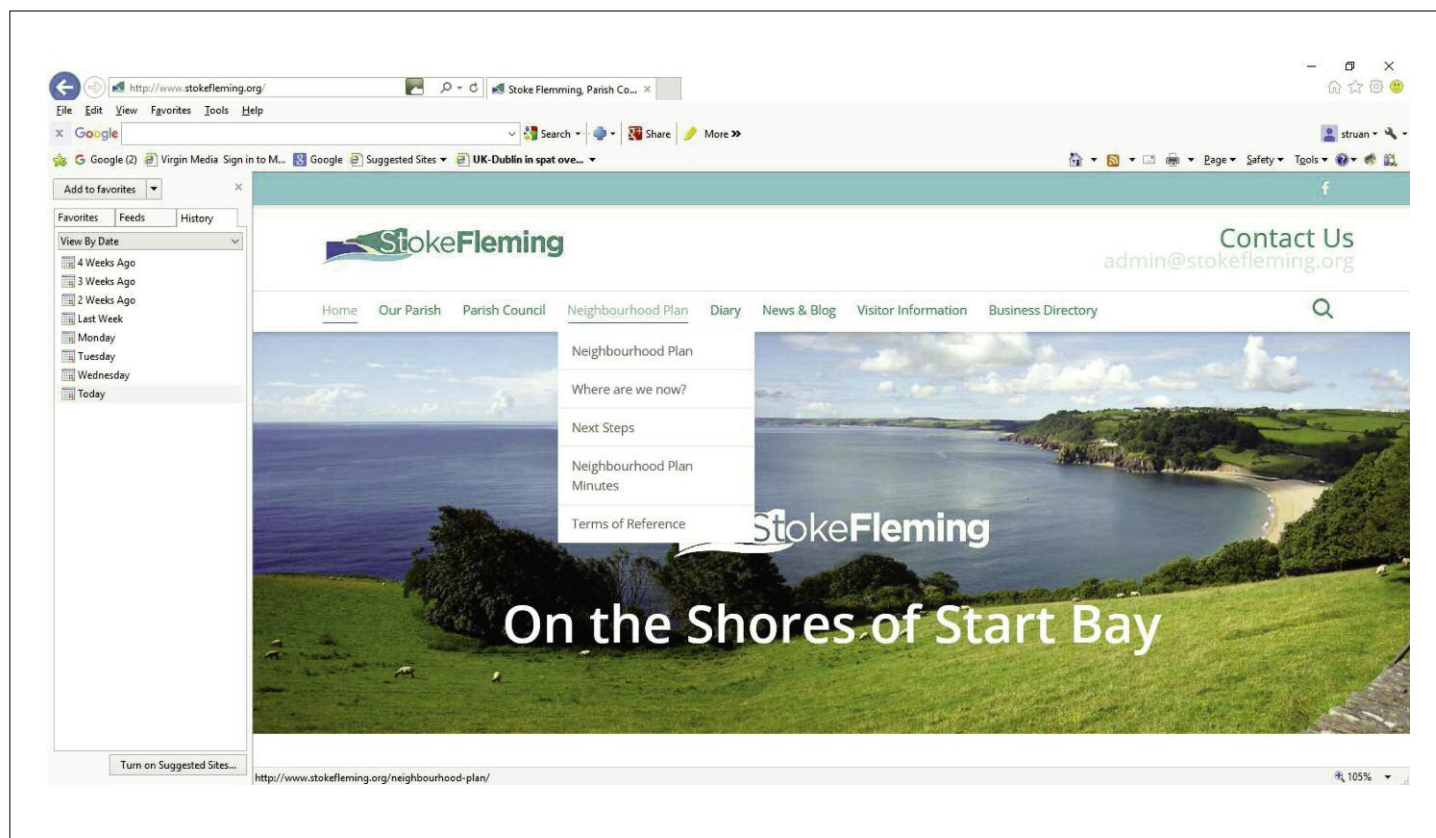 http://www.stokefleming.org/
Stoke Flemming, Parish Co... ×
File Edit View Favorites Tools Help
x Google Search Share More »
struan
G Google (2) Virgin Media Sign in to M... Google Suggested Sites UK-Dublin in spat ove...
Page Safety Tools
Add to favorites
Favorites Feeds History
View By Date
4 Weeks Ago
3 Weeks Ago
2 Weeks Ago
Last Week
Monday
Tuesday
Wednesday
Today
Turn on Suggested Sites...
f
StokeFleming
Contact Us
admin@stokefleming.org
Home Our Parish Parish Council Neighbourhood Plan Diary News & Blog Visitor Information Business Directory
Neighbourhood Plan
Where are we now?
Next Steps
Neighbourhood Plan
Minutes
Terms of Reference
StokeFleming
On the Shores of Start Bay
http://www.stokefleming.org/neighbourhood-plan/
105%